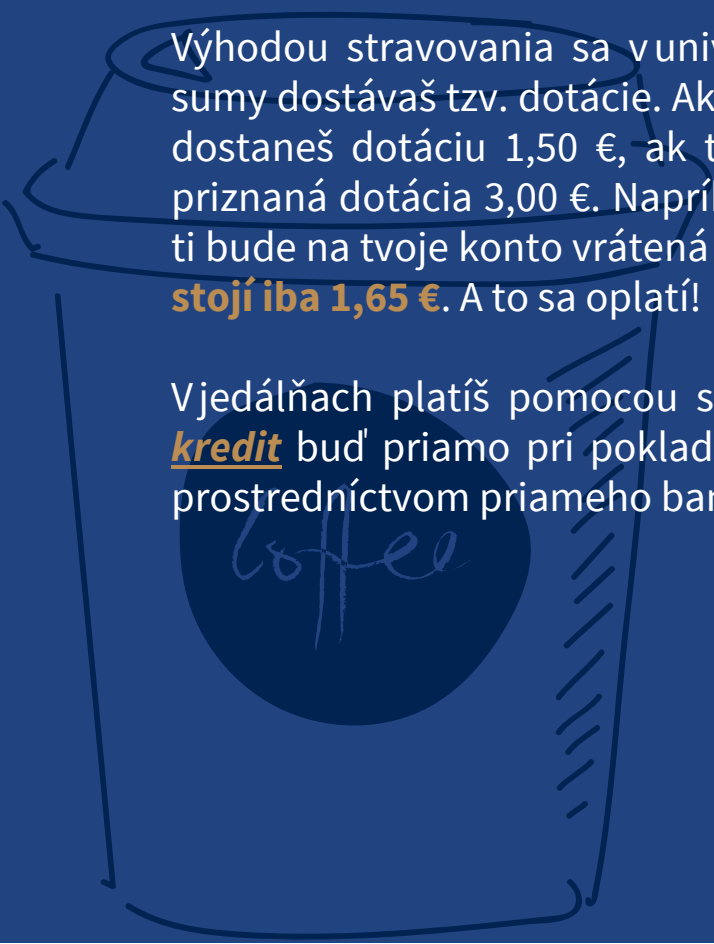 Výhodou stravovania sa v univ
sumy dostávaš tzv. dotácie. Ak
dostaneš dotáciu 1,50 €, ak t
priznaná dotácia 3,00 €. Naprík
ti bude na tvoje konto vrátená
stojí iba 1,65 €. A to sa oplatí!
V jedálňach platíš pomocou s
kredit buď priamo pri poklad
prostredníctvom priameho ban
Coffee